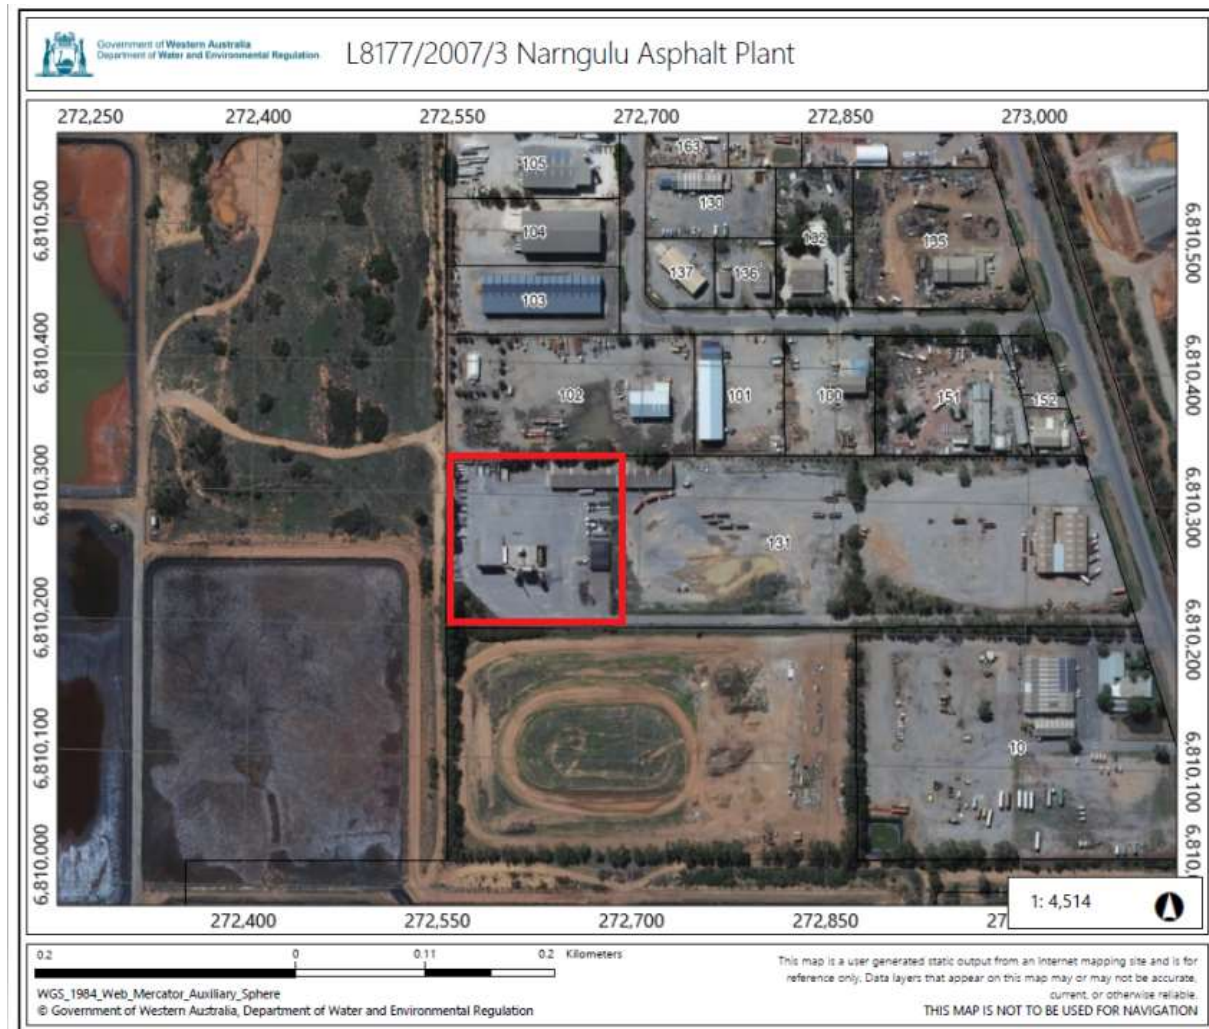 Government of Western Australia
Department of Water and Environmental Regulation
L8177/2007/3 Narngulu Asphalt Plant
272,250 272,400 272,550 272,700 272,850 273,000
6,810,500
6,810,400
6,810,300
6,810,200
6,810,100
6,810,000
163
105
130
104
132
135
137
136
103
102
101
100
151
152
131
10
6,810,500
6,810,400
6,810,300
6,810,200
6,810,100
272,400 272,550 272,700 272,850
1: 4,514
0.2 0 0.11 0.2 Kilometers
WGS_1984_Web_Mercator_Auxiliary_Sphere
© Government of Western Australia, Department of Water and Environmental Regulation
This map is a user generated static output from an Internet mapping site and is for
reference only. Data layers that appear on this map may or may not be accurate,
current, or otherwise reliable.
THIS MAP IS NOT TO BE USED FOR NAVIGATION